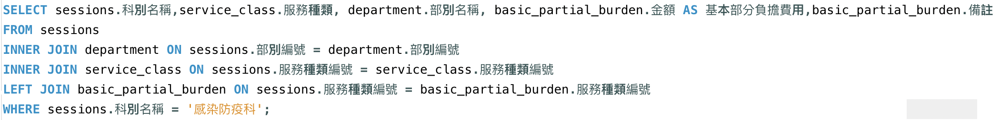 SELECT sessions.科別名稱,service_class.服務種類, department.部別名稱, basic_partial_burden.金額 AS 基本部分負擔費用,basic_partial_burden.備註
FROM sessions
INNER JOIN department ON sessions.部別編號 = department.部別編號
INNER JOIN service_class ON sessions.服務種類編號 = service_class.服務種類編號
LEFT JOIN basic_partial_burden ON sessions.服務種類編號 = basic_partial_burden.服務種類編號
WHERE sessions.科別名稱 = '感染防疫科';